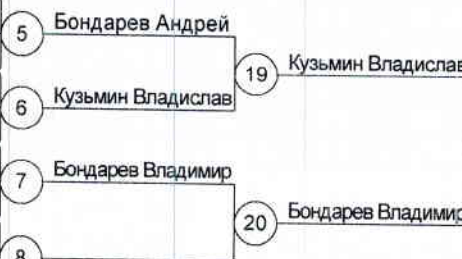 5 Бондарев Андрей
19 Кузьмин Владислав
6 Кузьмин Владислав
7 Бондарев Владимир
20 Бондарев Владимир
8